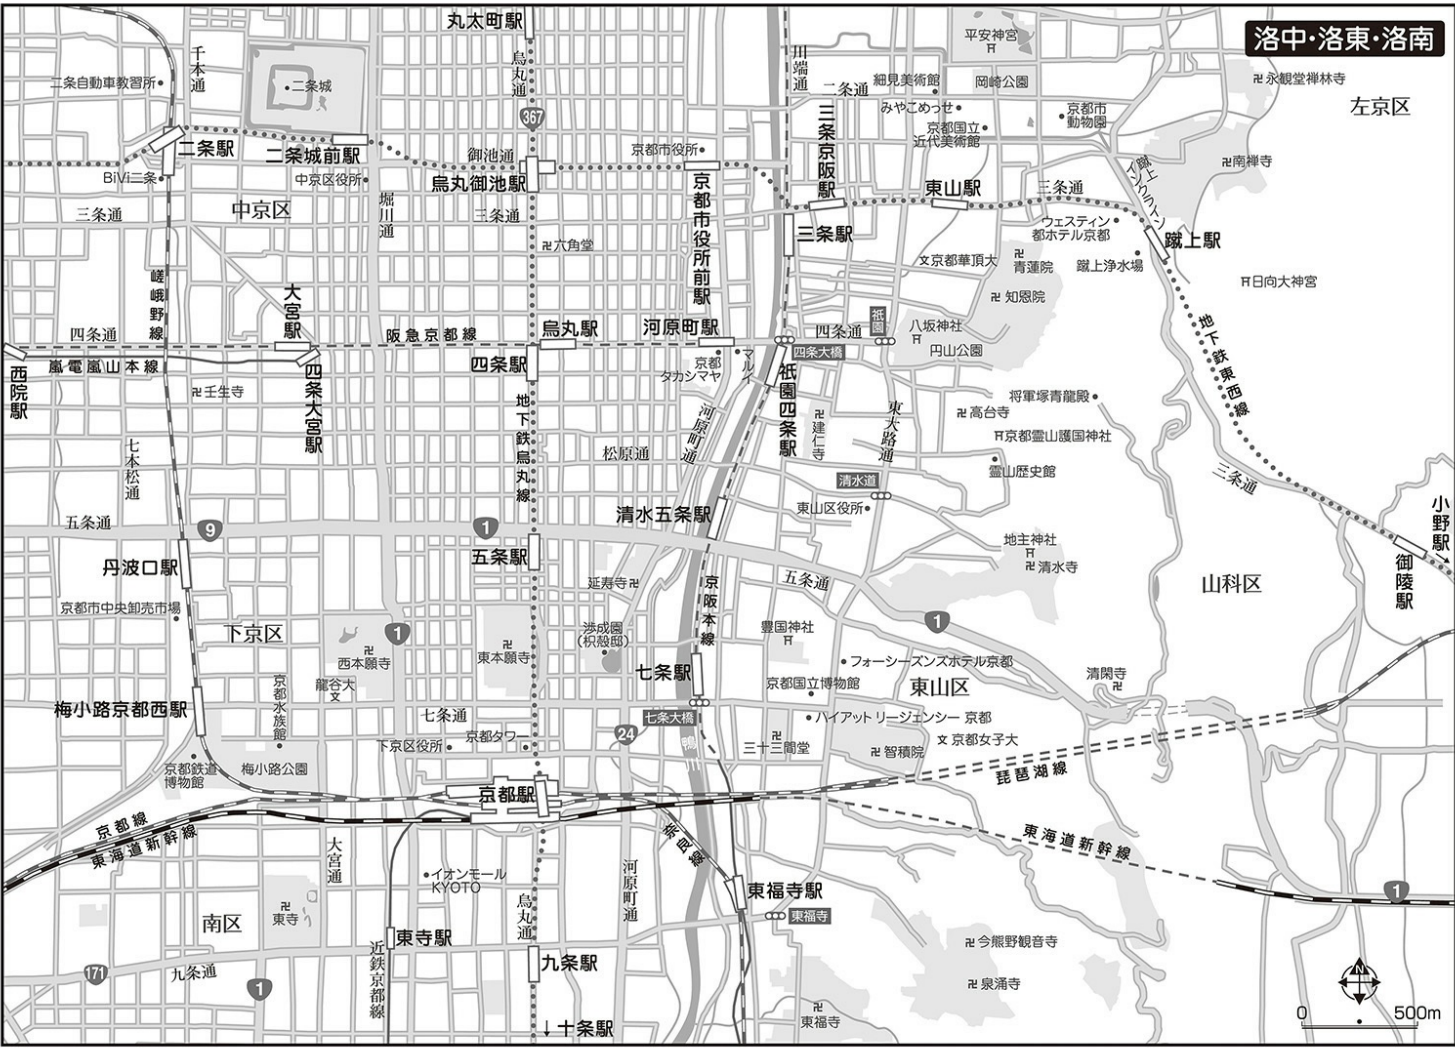 洛中・洛東・洛南
丸太町駅
千本通
烏丸通
川端通
平安神宮
二条自動車教習所
二条城
細見美術館
岡崎公園
永観堂禅林寺
二条通
みやこめっせ
京都市
動物園
左京区
367
三条京阪駅
京都国立
近代美術館
二条駅
二条城前駅
御池通
京都市役所
南禅寺
蹴上
インクライン
BiVi二条
中京区役所
烏丸御池駅
京都市役所前駅
東山駅
三条通
中京区
堀川通
三条通
三条通
ウェスティン
都ホテル京都
三条駅
蹴上駅
六角堂
京都華頂大
青蓮院
蹴上浄水場
嵯峨野線
日向大神宮
知恩院
大宮駅
四条通
阪急京都線
烏丸駅
河原町駅
四条通
祇園
八坂神社
円山公園
地下鉄東西線
四条大橋
嵐電嵐山本線
四条駅
京都
タカシマヤ
マルイ
西院駅
四条大宮駅
祇園四条駅
壬生寺
将軍塚青龍殿
地下鉄烏丸線
河原町通
建仁寺
東大路通
高台寺
京都霊山護国神社
七本松通
松原通
霊山歴史館
清水道
三条通
東山区役所
清水五条駅
小野駅
五条通
9
1
五条駅
地主神社
清水寺
御陵駅
丹波口駅
延寿寺
京阪本線
五条通
山科区
京都市中央卸売市場
下京区
1
1
西本願寺
東本願寺
渉成園
(枳殻邸)
豊国神社
七条駅
フォーシーズンズホテル京都
龍谷大
京都国立博物館
東山区
清閑寺
梅小路京都西駅
京都水族館
七条通
七条大橋
ハイアット リージェンシー 京都
24
下京区役所
京都タワー
鴨川
三十三間堂
智積院
京都女子大
京都鉄道
博物館
梅小路公園
琵琶湖線
京都駅
京都線
東海道新幹線
奈良線
東海道新幹線
大宮通
イオンモール
KYOTO
河原町通
東福寺駅
1
烏丸通
東福寺
東寺
南区
東寺駅
今熊野観音寺
九条駅
171
九条通
1
近鉄京都線
泉涌寺
東福寺
↓十条駅
N
0
500m